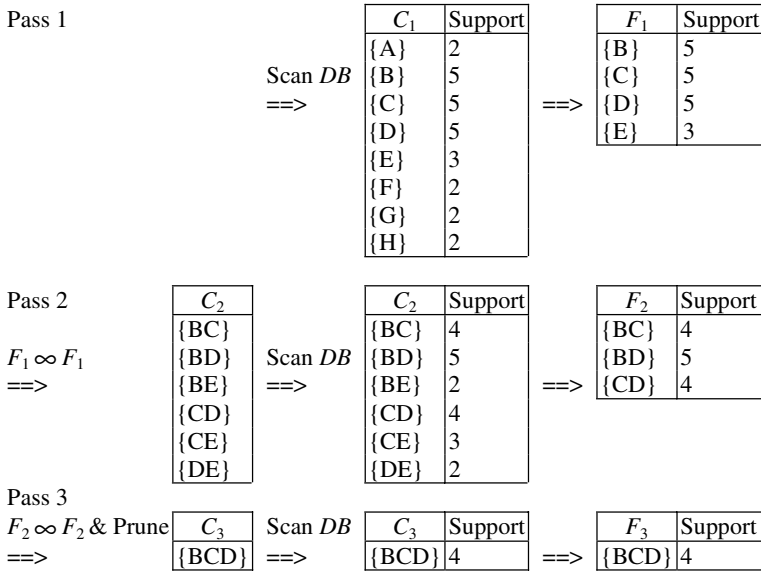 Pass 1 C1 Support F1 Support
{A} 2 {B} 5
Scan DB {B} 5 {C} 5
==> {C} 5 ==> {D} 5
{D} 5 {E} 3
{E} 3
{F} 2
{G} 2
{H} 2
Pass 2 C2 C2 Support F2 Support
{BC} {BC} 4 {BC} 4
F1 ∞ F1 {BD} Scan DB {BD} 5 {BD} 5
==> {BE} ==> {BE} 2 ==> {CD} 4
{CD} {CD} 4
{CE} {CE} 3
{DE} {DE} 2
Pass 3
F2 ∞ F2 & Prune C3 Scan DB C3 Support F3 Support
==> {BCD} ==> {BCD} 4 ==> {BCD} 4